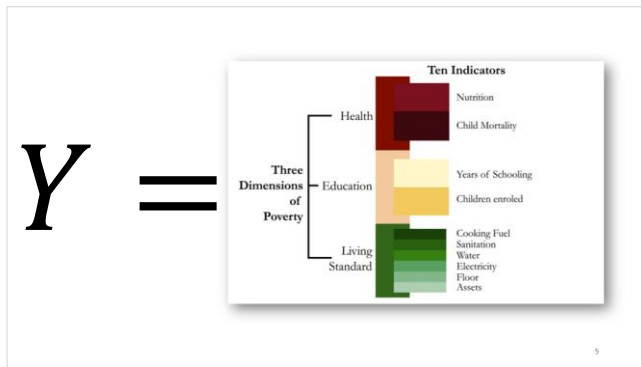 Y =
Ten Indicators
Three
Dimensions
of
Poverty
Health
Nutrition
Child Mortality
Education
Years of Schooling
Children enroled
Living
Standard
Cooking Fuel
Sanitation
Water
Electricity
Floor
Assets